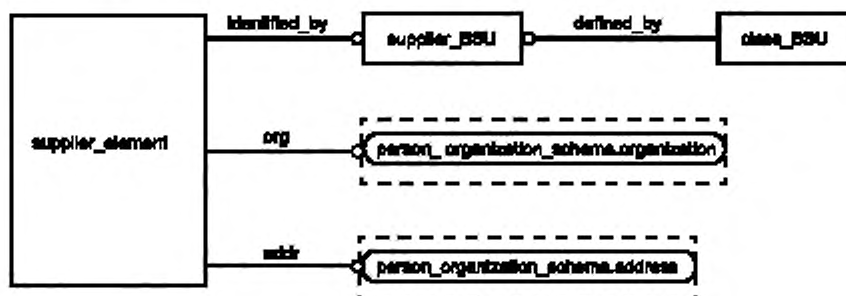 identified_by
defined_by
supplier_BSU
class_BSU
supplier_element
org
person_organization_schema.organization
addr
person_organization_schema.address